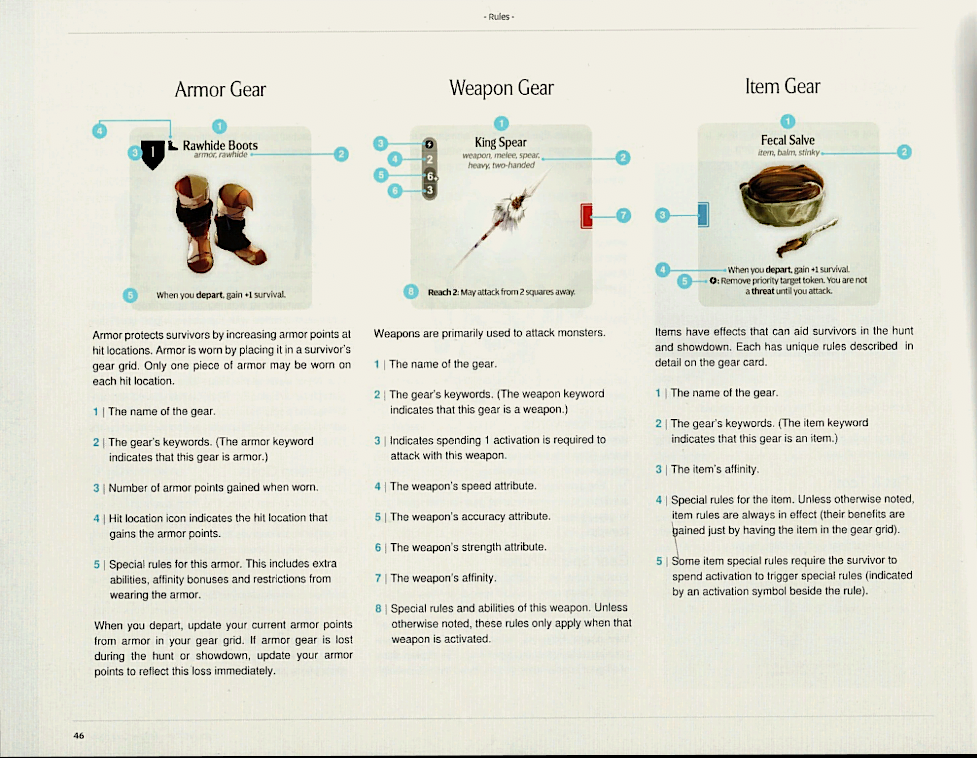 - Rules -
Armor Gear
1
4
3
1
Rawhide Boots
armor, rawhide
2
5
When you depart, gain +1 survival.
Armor protects survivors by increasing armor points at
hit locations. Armor is worn by placing it in a survivor's
gear grid. Only one piece of armor may be worn on
each hit location.
1 | The name of the gear.
2 | The gear's keywords. (The armor keyword
indicates that this gear is armor.)
3 | Number of armor points gained when worn.
4 | Hit location icon indicates the hit location that
gains the armor points.
5 | Special rules for this armor. This includes extra
abilities, affinity bonuses and restrictions from
wearing the armor.
When you depart, update your current armor points
from armor in your gear grid. If armor gear is lost
during the hunt or showdown, update your armor
points to reflect this loss immediately.
Weapon Gear
1
3
King Spear
4
2
weapon, melee, spear,
heavy, two-handed
2
5
6+
6
3
7
8
Reach 2: May attack from 2 squares away.
Weapons are primarily used to attack monsters.
1 | The name of the gear.
2 | The gear's keywords. (The weapon keyword
indicates that this gear is a weapon.)
3 | Indicates spending 1 activation is required to
attack with this weapon.
4 | The weapon's speed attribute.
5 | The weapon's accuracy attribute.
6 | The weapon's strength attribute.
7 | The weapon's affinity.
8 | Special rules and abilities of this weapon. Unless
otherwise noted, these rules only apply when that
weapon is activated.
Item Gear
1
Fecal Salve
item, balm, stinky
2
3
4
When you depart, gain +1 survival.
5
: Remove priority target token. You are not
a threat until you attack.
Items have effects that can aid survivors in the hunt
and showdown. Each has unique rules described in
detail on the gear card.
1 | The name of the gear.
2 | The gear's keywords. (The item keyword
indicates that this gear is an item.)
3 | The item's affinity.
4 | Special rules for the item. Unless otherwise noted,
item rules are always in effect (their benefits are
gained just by having the item in the gear grid).
5 | Some item special rules require the survivor to
spend activation to trigger special rules (indicated
by an activation symbol beside the rule).
46